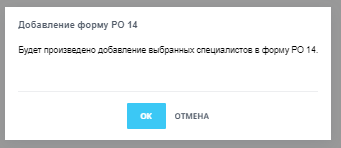 Добавление форму РО 14
Будет произведено добавление выбранных специалистов в форму РО 14.
ОК ОТМЕНА